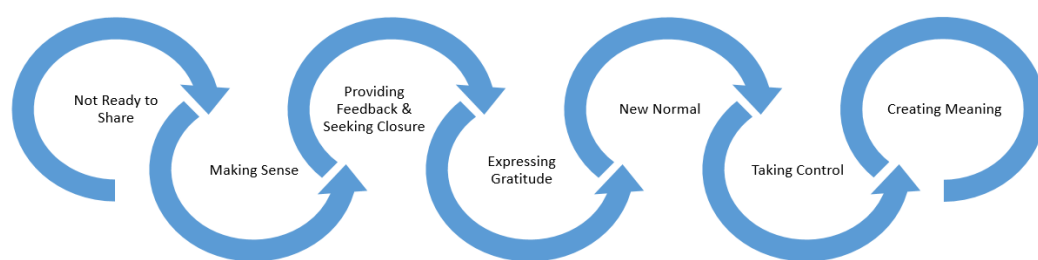 Not Ready to
Share
Making Sense
Providing
Feedback &
Seeking Closure
Expressing
Gratitude
New Normal
Taking Control
Creating Meaning